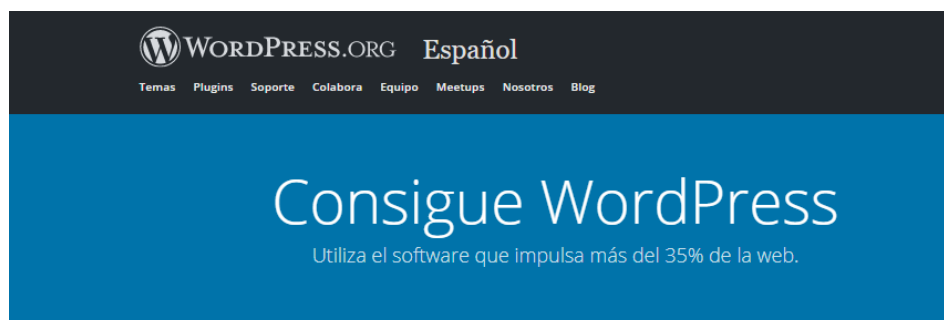 WORDPRESS.ORG Español
Temas Plugins Soporte Colabora Equipo Meetups Nosotros Blog
Consigue WordPress
Utiliza el software que impulsa más del 35% de la web.